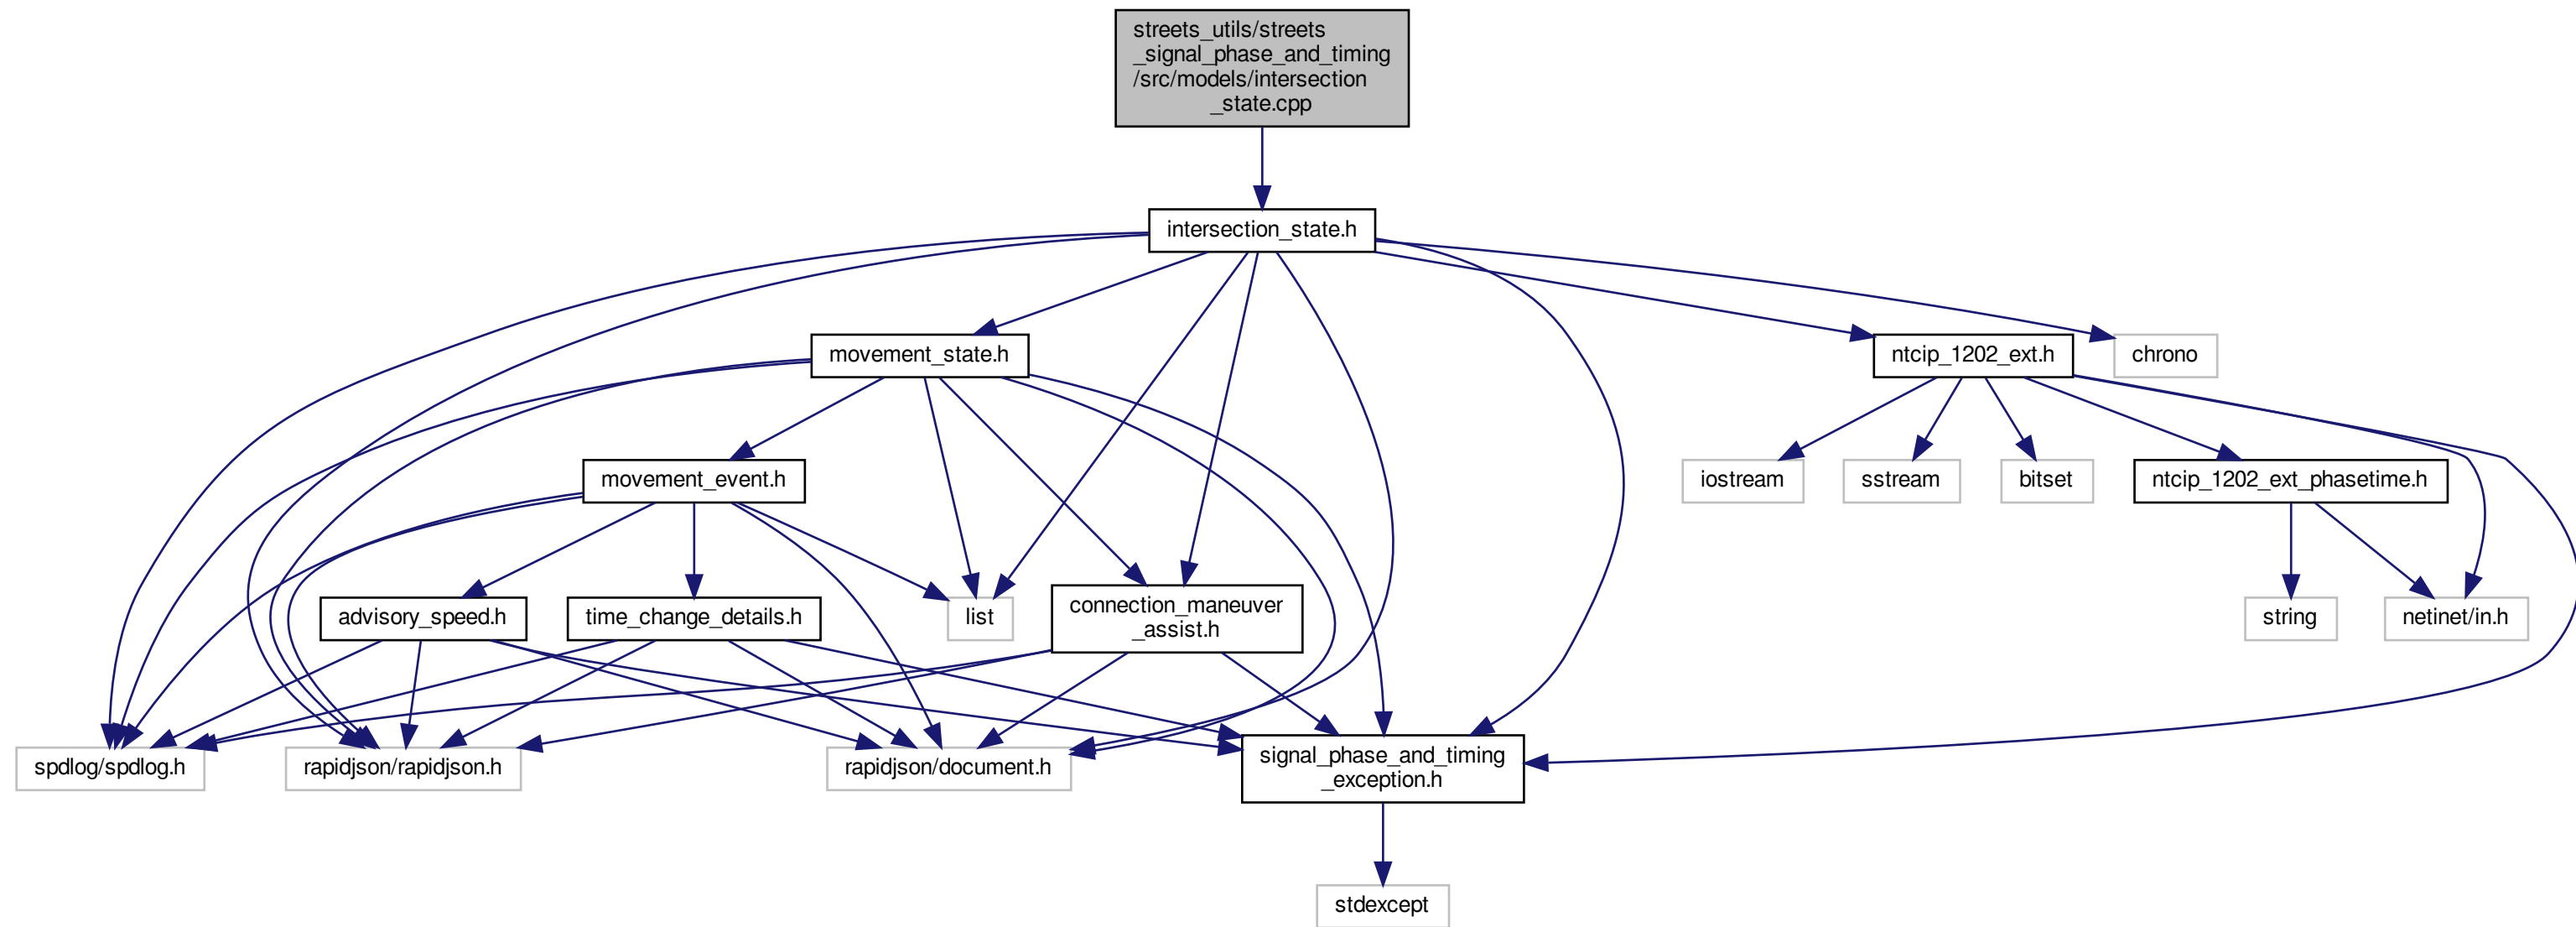 streets_utils/streets
_signal_phase_and_timing
/src/models/intersection
_state.cpp
intersection_state.h
movement_state.h
ntcip_1202_ext.h
chrono
movement_event.h
iostream
sstream
bitset
ntcip_1202_ext_phasetime.h
advisory_speed.h
time_change_details.h
list
connection_maneuver
_assist.h
string
netinet/in.h
spdlog/spdlog.h
rapidjson/rapidjson.h
rapidjson/document.h
signal_phase_and_timing
_exception.h
stdexcept